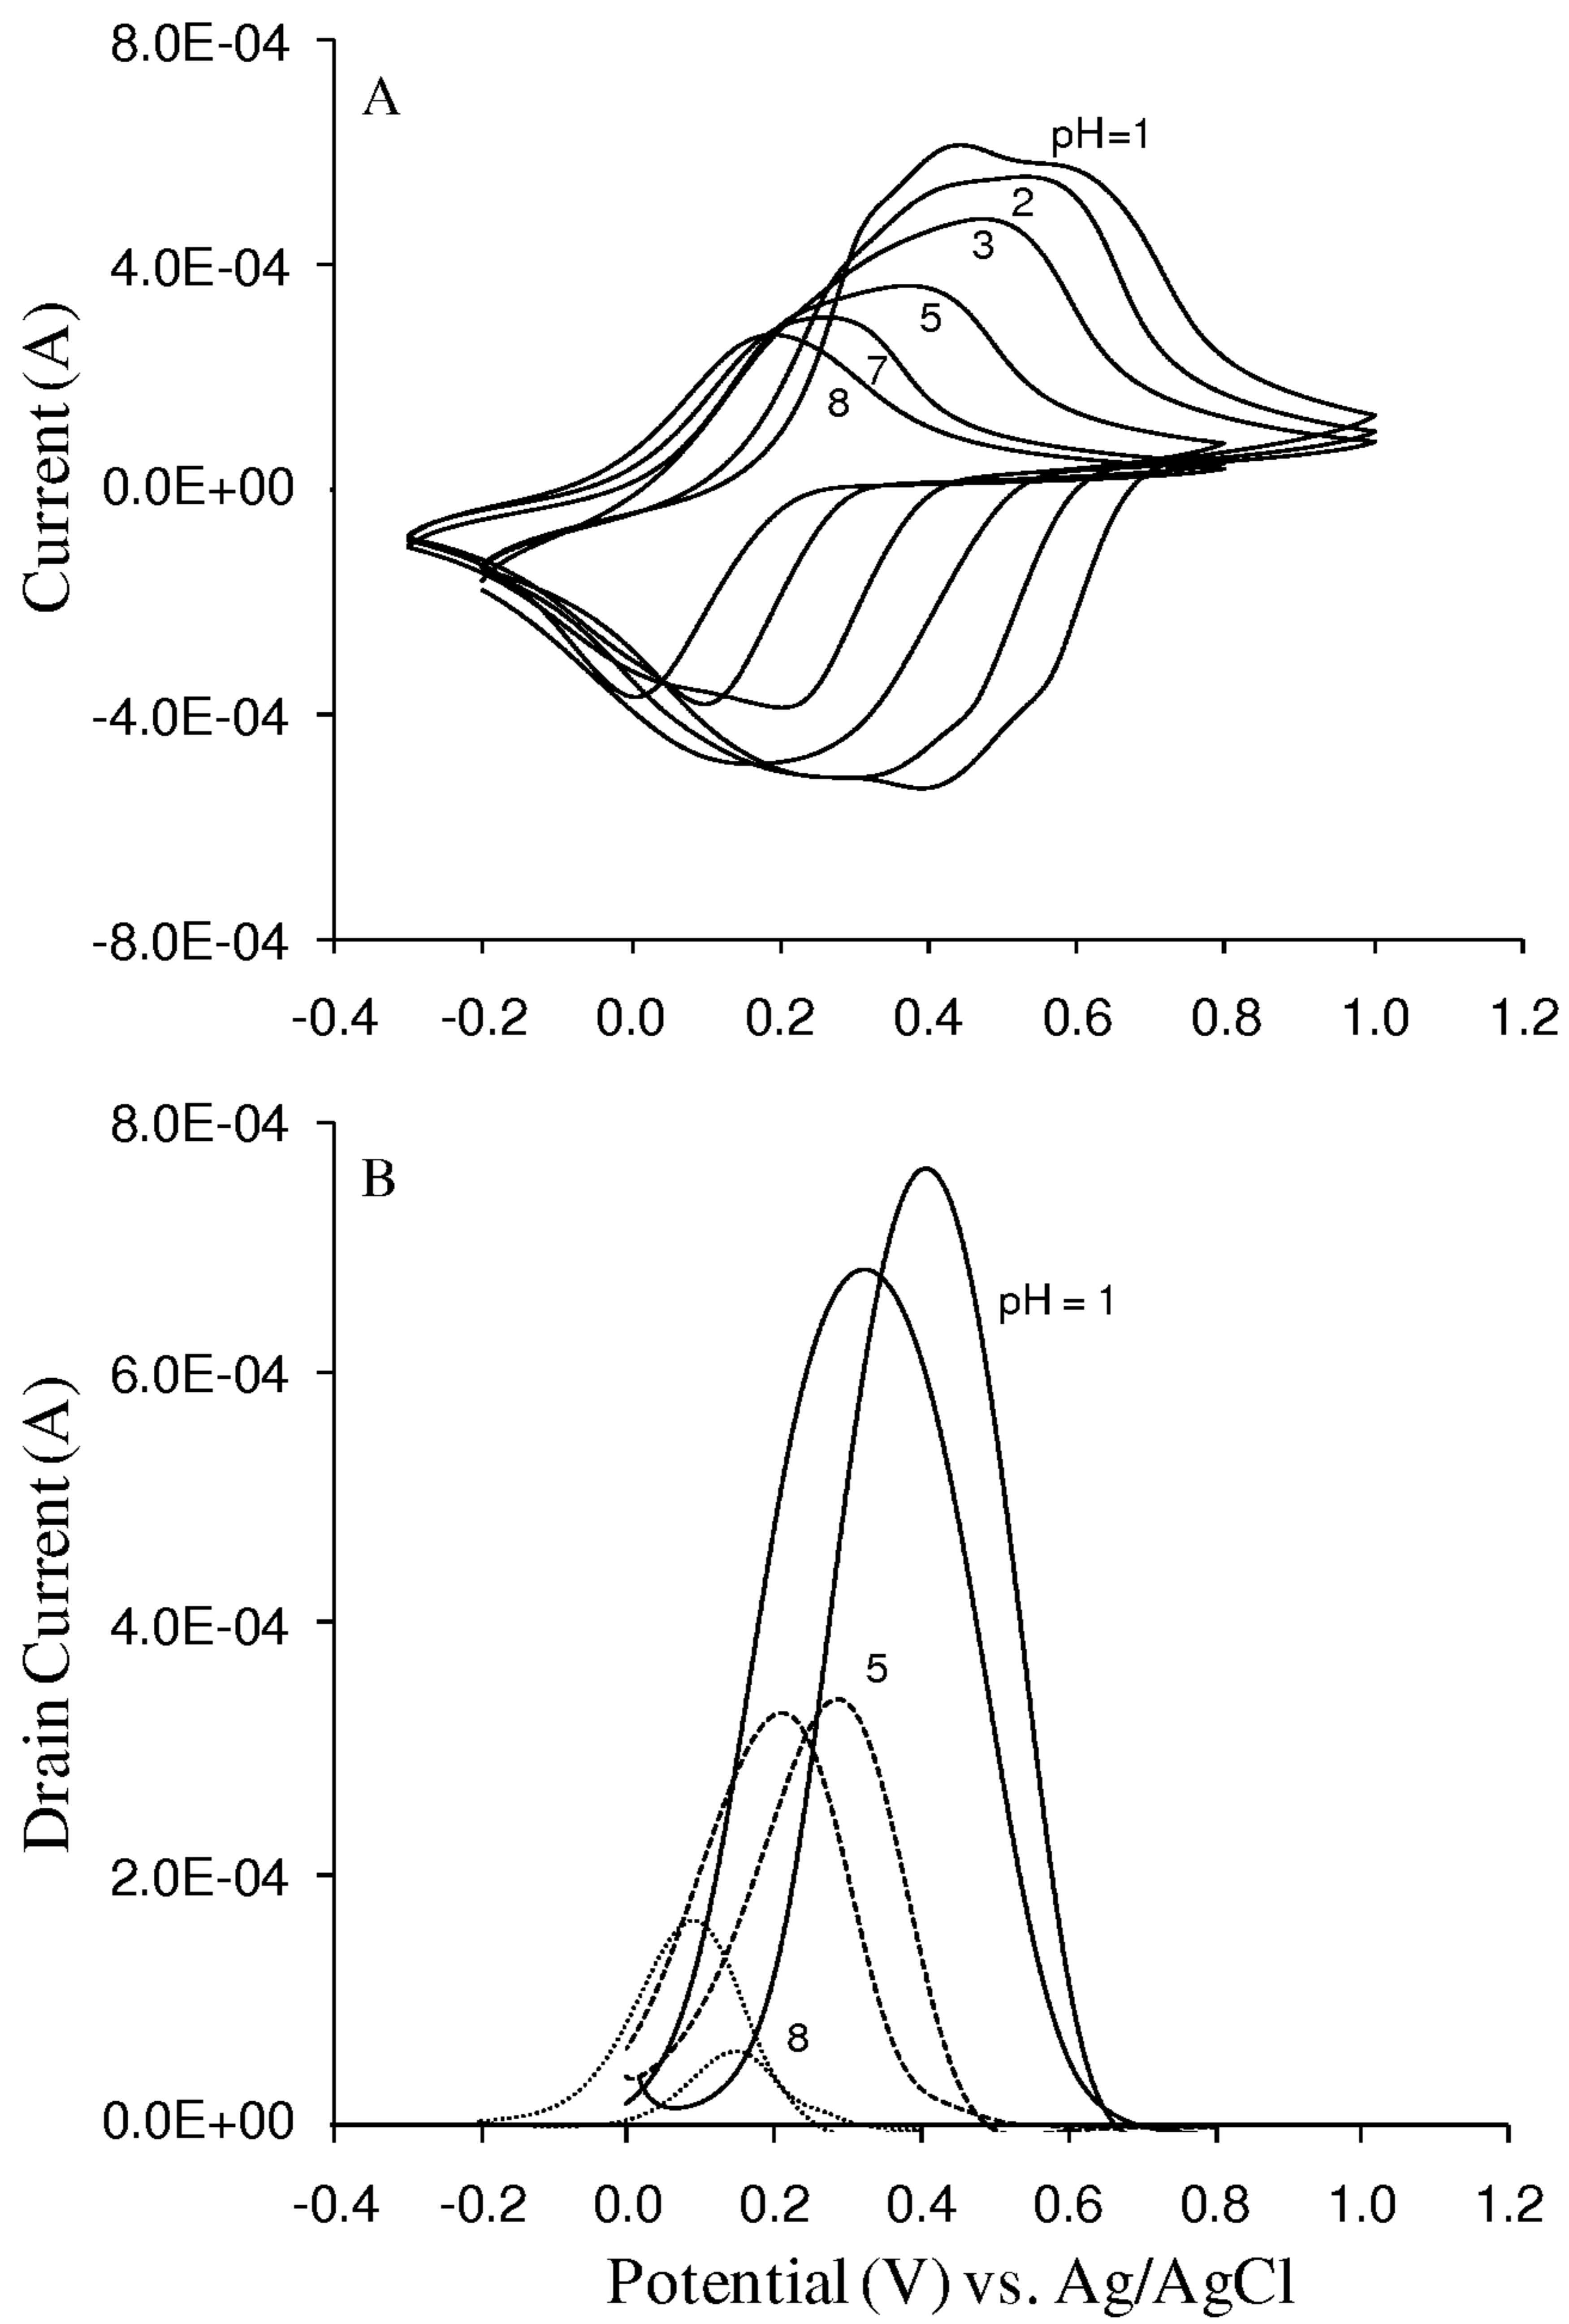 8.0E-04
A
pH=1
2
3
4.0E-04
5
7
8
0.0E+00
-4.0E-04
-8.0E-04
Current (A)
-0.4 -0.2 0.0 0.2 0.4 0.6 0.8 1.0 1.2
8.0E-04
B
pH = 1
6.0E-04
4.0E-04
5
2.0E-04
8
0.0E+00
Drain Current (A)
-0.4 -0.2 0.0 0.2 0.4 0.6 0.8 1.0 1.2
Potential (V) vs. Ag/AgCl